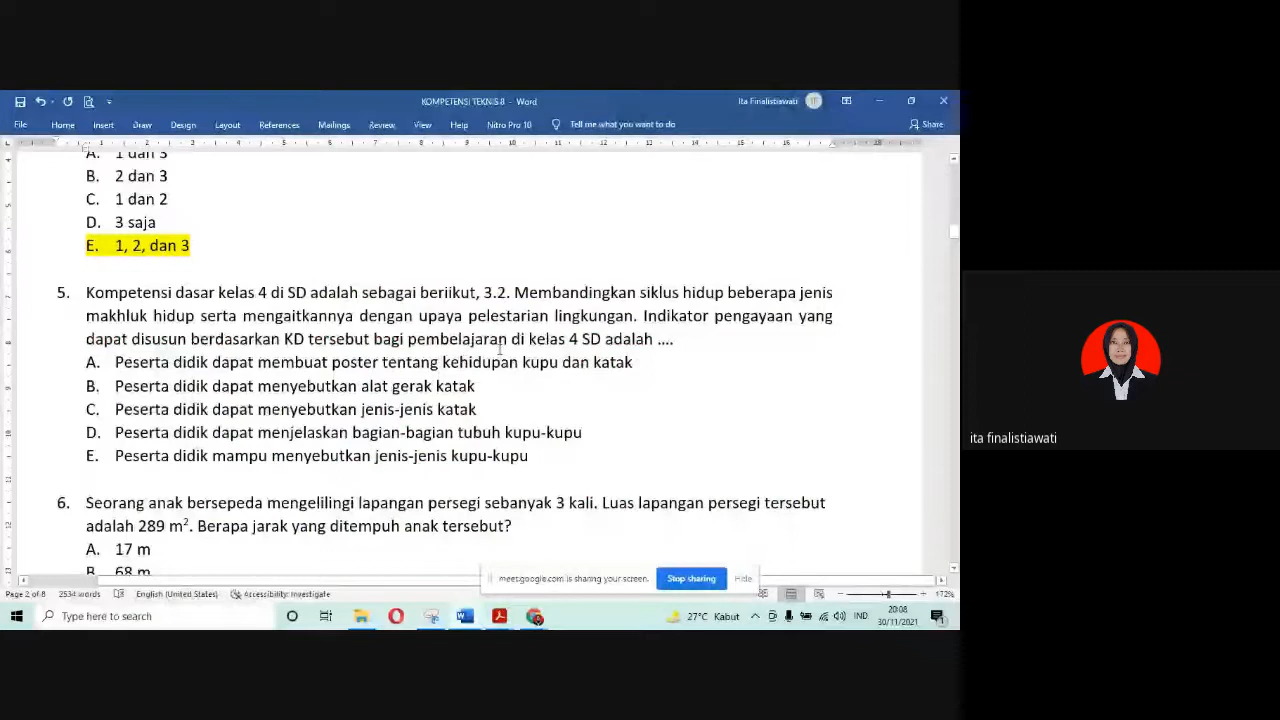 KOMPETENSI TEKNIS 8 - Word
Ita Finalistiawati
IT
File Home Insert Draw Design Layout References Mailings Review View Help Nitro Pro 10 Tell me what you want to do Share
A. 1 dan 3
B. 2 dan 3
C. 1 dan 2
D. 3 saja
E. 1, 2, dan 3
5. Kompetensi dasar kelas 4 di SD adalah sebagai beriikut, 3.2. Membandingkan siklus hidup beberapa jenis
makhluk hidup serta mengaitkannya dengan upaya pelestarian lingkungan. Indikator pengayaan yang
dapat disusun berdasarkan KD tersebut bagi pembelajaran di kelas 4 SD adalah ....
A. Peserta didik dapat membuat poster tentang kehidupan kupu dan katak
B. Peserta didik dapat menyebutkan alat gerak katak
C. Peserta didik dapat menyebutkan jenis-jenis katak
D. Peserta didik dapat menjelaskan bagian-bagian tubuh kupu-kupu
E. Peserta didik mampu menyebutkan jenis-jenis kupu-kupu
ita finalistiawati
6. Seorang anak bersepeda mengelilingi lapangan persegi sebanyak 3 kali. Luas lapangan persegi tersebut
adalah 289 m². Berapa jarak yang ditempuh anak tersebut?
A. 17 m
B. 68 m
meet.google.com is sharing your screen. Stop sharing Hide
Page 2 of 8 2534 words English (United States) Accessibility: Investigate 172%
Type here to search 27°C Kabut IND 20:08
30/11/2021